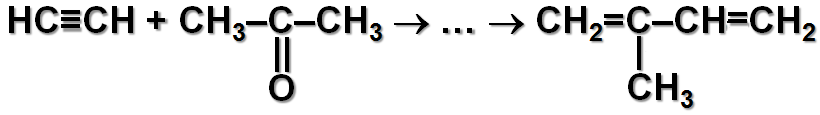 HC≡CH + CH₃–C–CH₃ → ... → CH₂=C–CH=CH₂
O CH₃